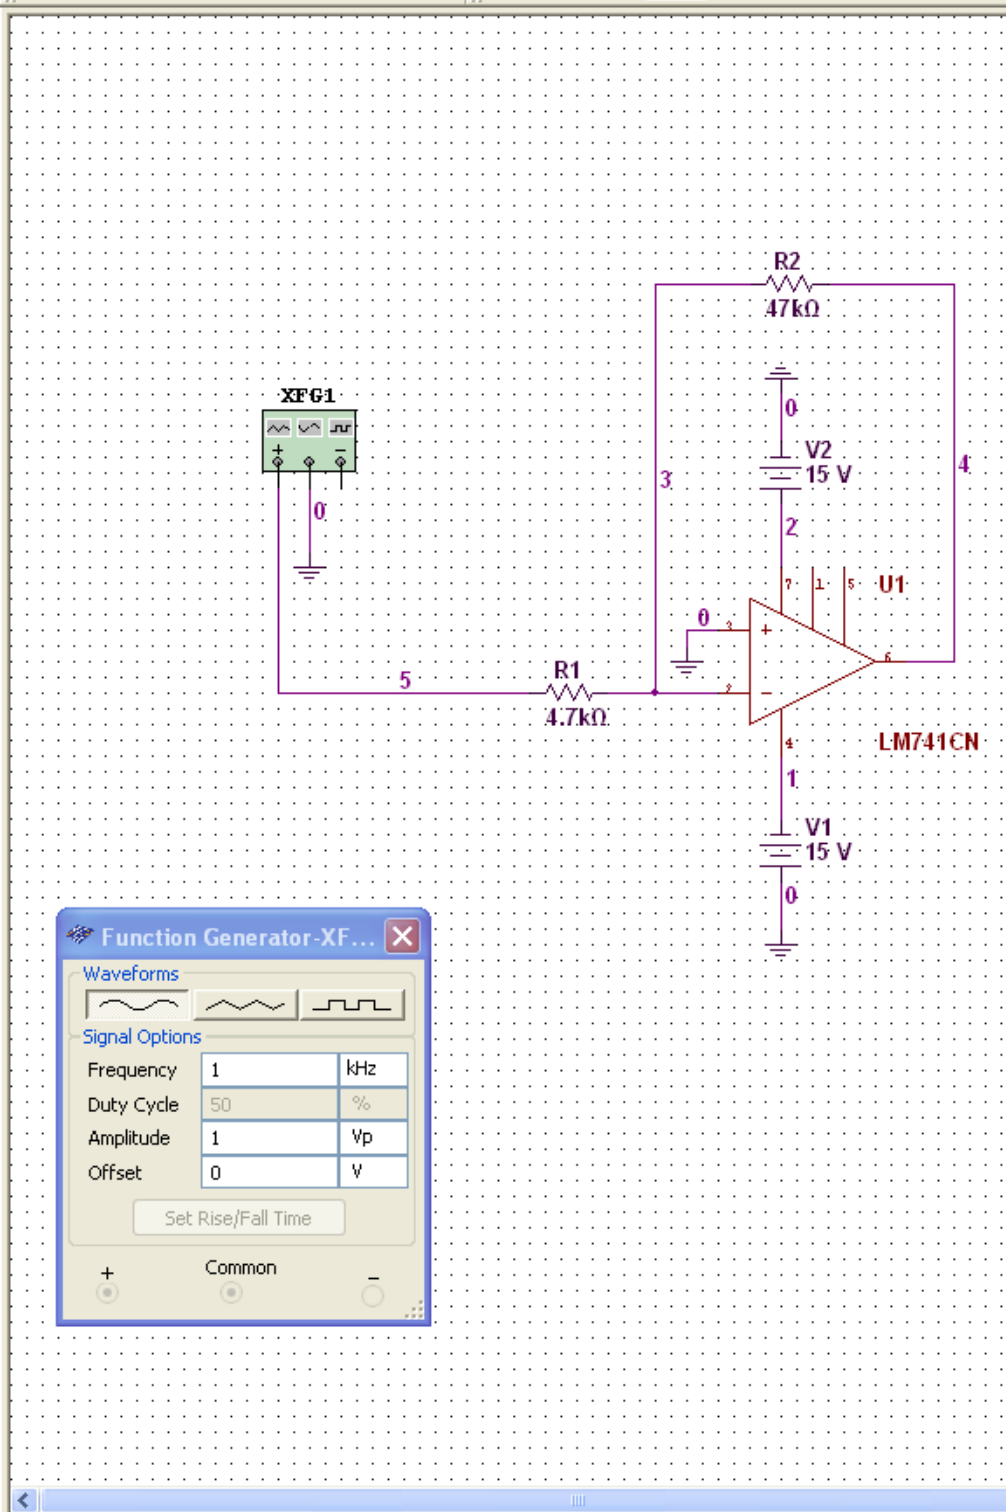 R2
47kΩ
XFG1
+
−
0
0
V2
15 V
3
4
2
7
1
5
U1
0
3
+
6
R1
5
2
−
4.7kΩ
4
LM741CN
1
V1
15 V
0
0
Function Generator-XF...
Waveforms
Signal Options
Frequency 1 kHz
Duty Cycle 50 %
Amplitude 1 Vp
Offset 0 V
Set Rise/Fall Time
+ Common −